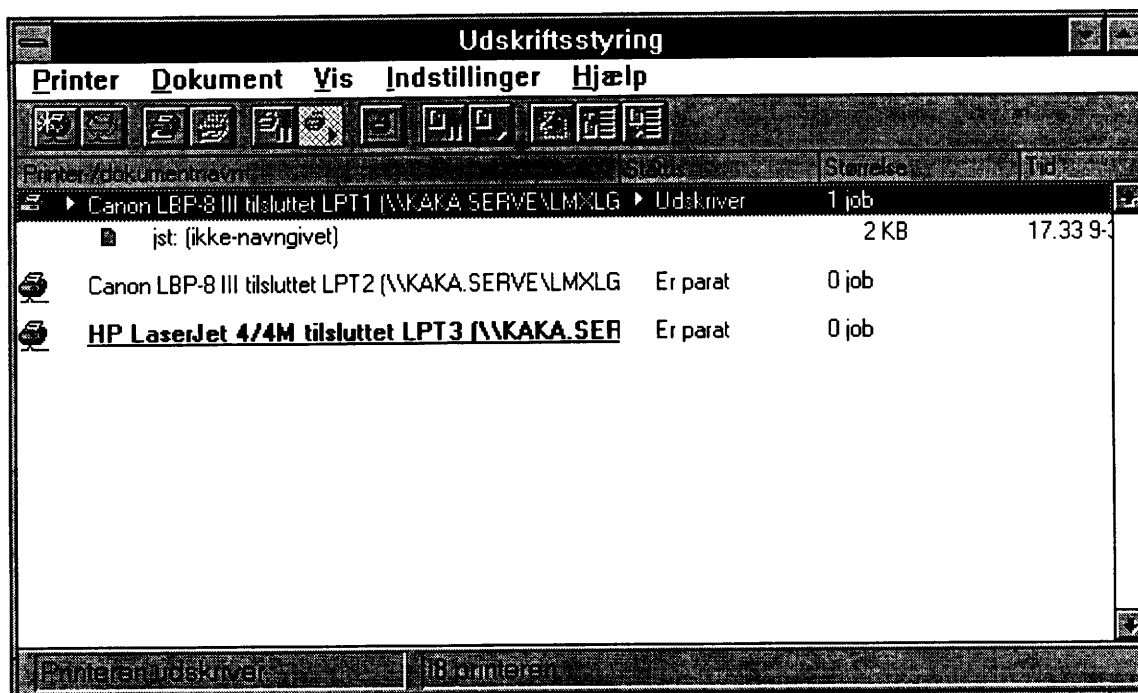 Udskriftsstyring
Printer Dokument Vis Indstillinger Hjælp
Printer-/dokumentnavn Status Størrelse Tid
Canon LBP-8 III tilsluttet LPT1 (\\KAKA.SERVE\LMXLG Udskriver 1 job
jst: (ikke-navngivet) 2 KB 17.33 9-
Canon LBP-8 III tilsluttet LPT2 (\\KAKA.SERVE\LMXLG Er parat 0 job
HP LaserJet 4/4M tilsluttet LPT3 (\\KAKA.SER Er parat 0 job
Printeren udskriver printeren